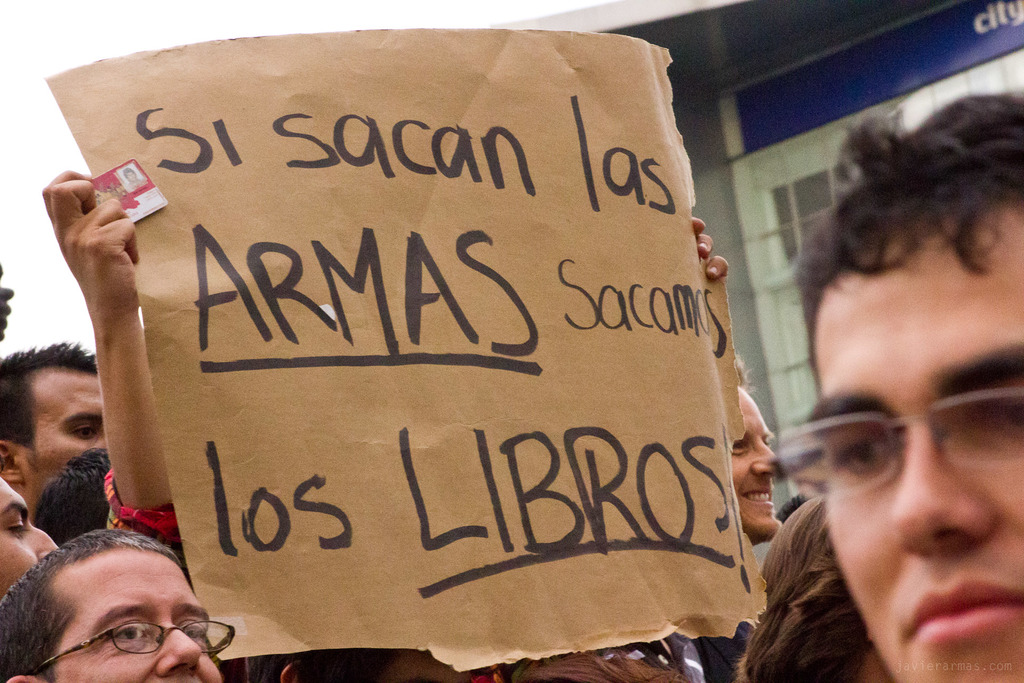 SI sacan las
ARMAS sacamos
los LIBROS!
city
javierarmas.com